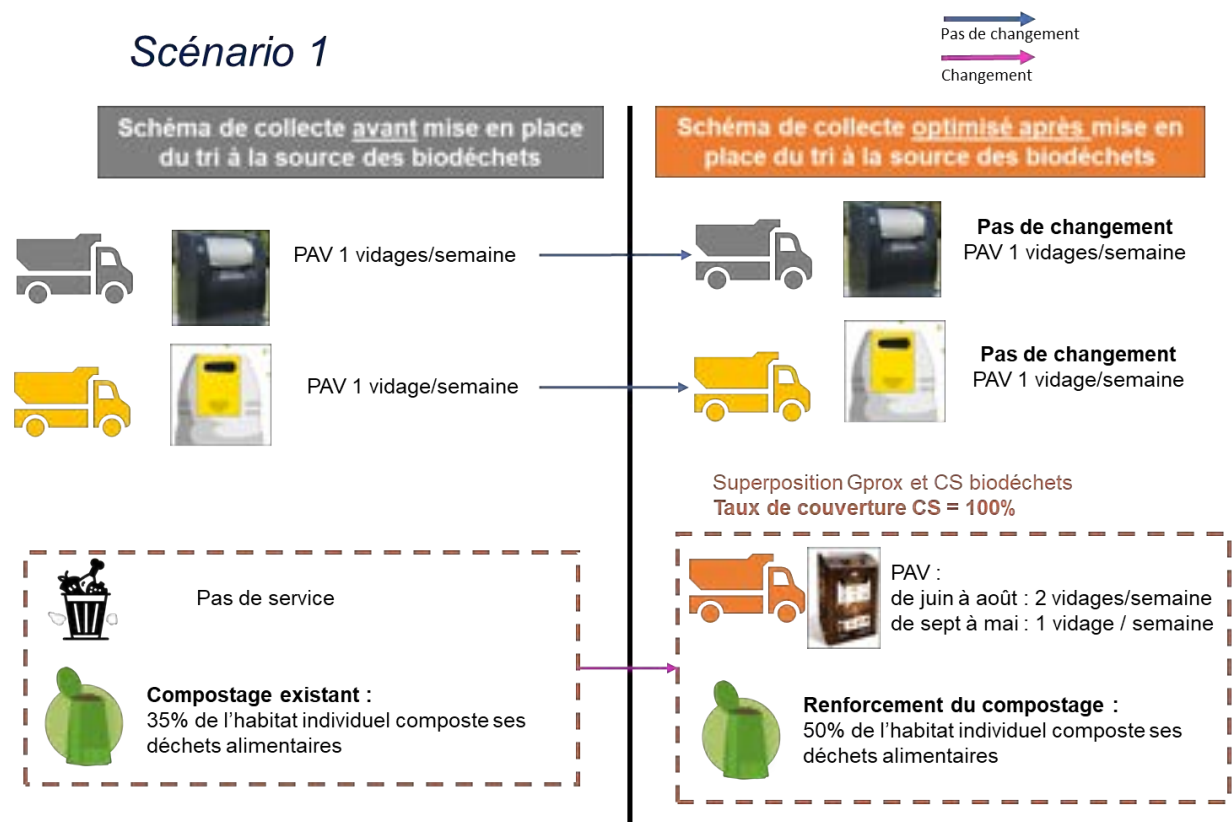 Scénario 1
Pas de changement
Changement
Schéma de collecte avant mise en place
du tri à la source des biodéchets
Schéma de collecte optimisé après mise en
place du tri à la source des biodéchets
PAV 1 vidages/semaine
Pas de changement
PAV 1 vidages/semaine
PAV 1 vidage/semaine
Pas de changement
PAV 1 vidage/semaine
Superposition Gprox et CS biodéchets
Taux de couverture CS = 100%
Pas de service
PAV :
de juin à août : 2 vidages/semaine
de sept à mai : 1 vidage / semaine
Compostage existant :
35% de l'habitat individuel composte ses
déchets alimentaires
Renforcement du compostage :
50% de l'habitat individuel composte ses
déchets alimentaires